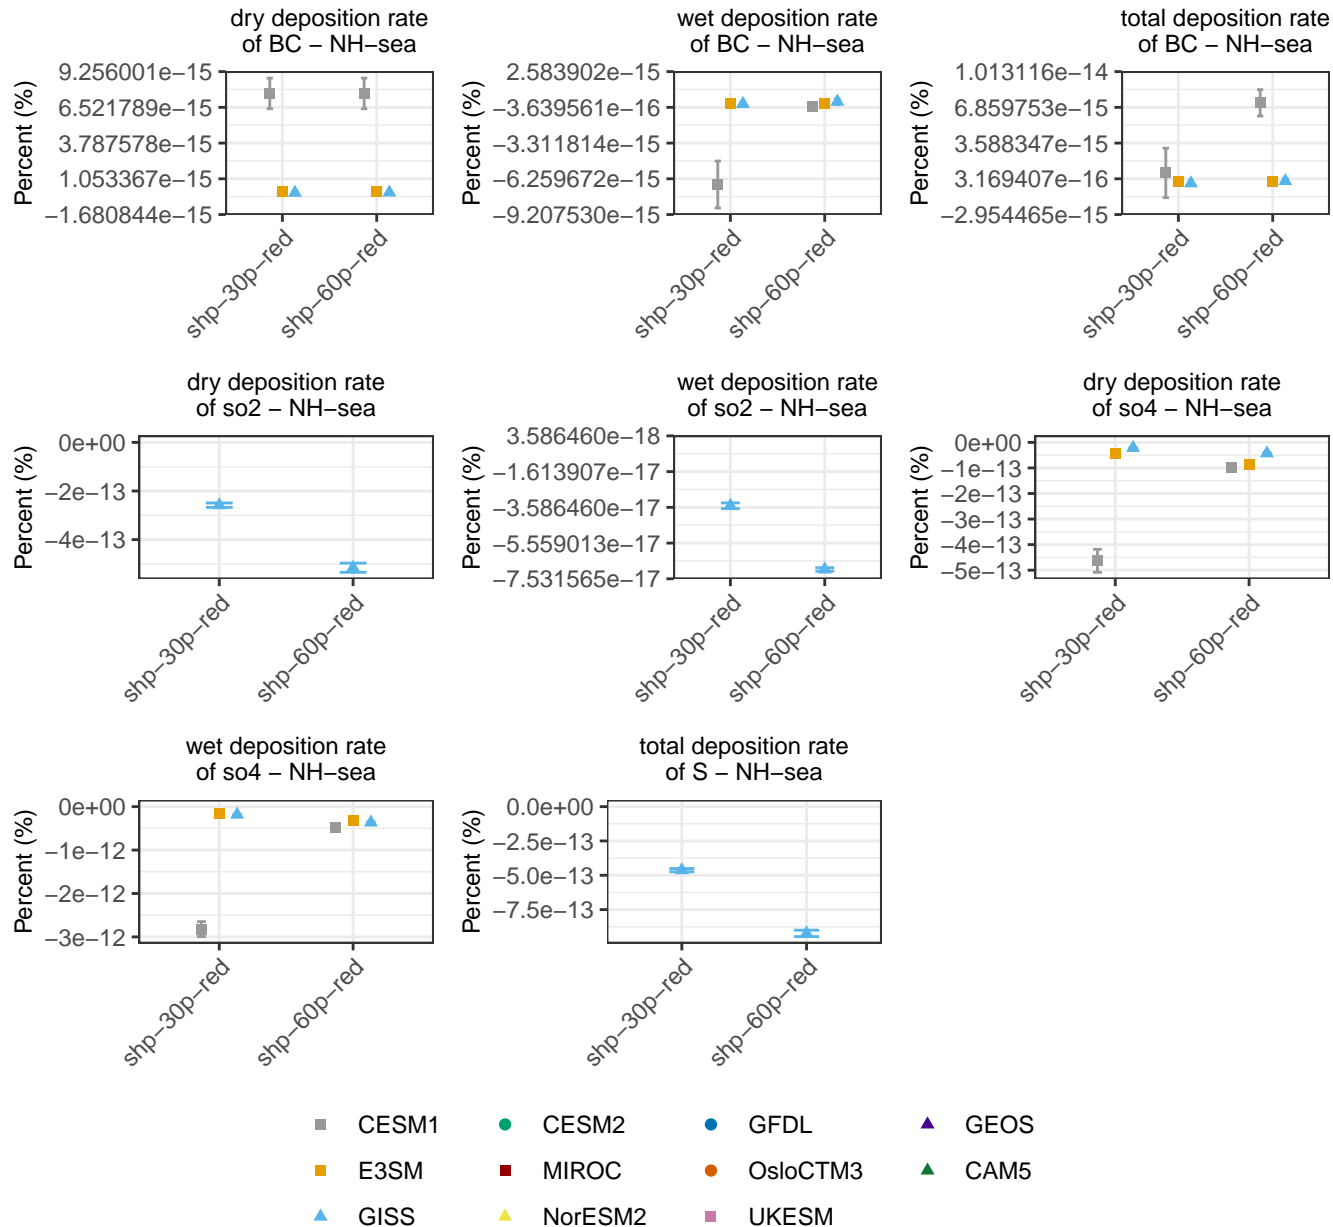 dry deposition rate
of BC − NH−sea
Percent (%)
9.256001e−15
6.521789e−15
3.787578e−15
1.053367e−15
−1.680844e−15
shp−30p−red
shp−60p−red
wet deposition rate
of BC − NH−sea
Percent (%)
2.583902e−15
−3.639561e−16
−3.311814e−15
−6.259672e−15
−9.207530e−15
shp−30p−red
shp−60p−red
total deposition rate
of BC − NH−sea
Percent (%)
1.013116e−14
6.859753e−15
3.588347e−15
3.169407e−16
−2.954465e−15
shp−30p−red
shp−60p−red
dry deposition rate
of so2 − NH−sea
Percent (%)
0e+00
−2e−13
−4e−13
shp−30p−red
shp−60p−red
wet deposition rate
of so2 − NH−sea
Percent (%)
3.586460e−18
−1.613907e−17
−3.586460e−17
−5.559013e−17
−7.531565e−17
shp−30p−red
shp−60p−red
dry deposition rate
of so4 − NH−sea
Percent (%)
0e+00
−1e−13
−2e−13
−3e−13
−4e−13
−5e−13
shp−30p−red
shp−60p−red
wet deposition rate
of so4 − NH−sea
Percent (%)
0e+00
−1e−12
−2e−12
−3e−12
shp−30p−red
shp−60p−red
total deposition rate
of S − NH−sea
Percent (%)
0.0e+00
−2.5e−13
−5.0e−13
−7.5e−13
shp−30p−red
shp−60p−red
CESM1 CESM2 GFDL GEOS
E3SM MIROC OsloCTM3 CAM5
GISS NorESM2 UKESM